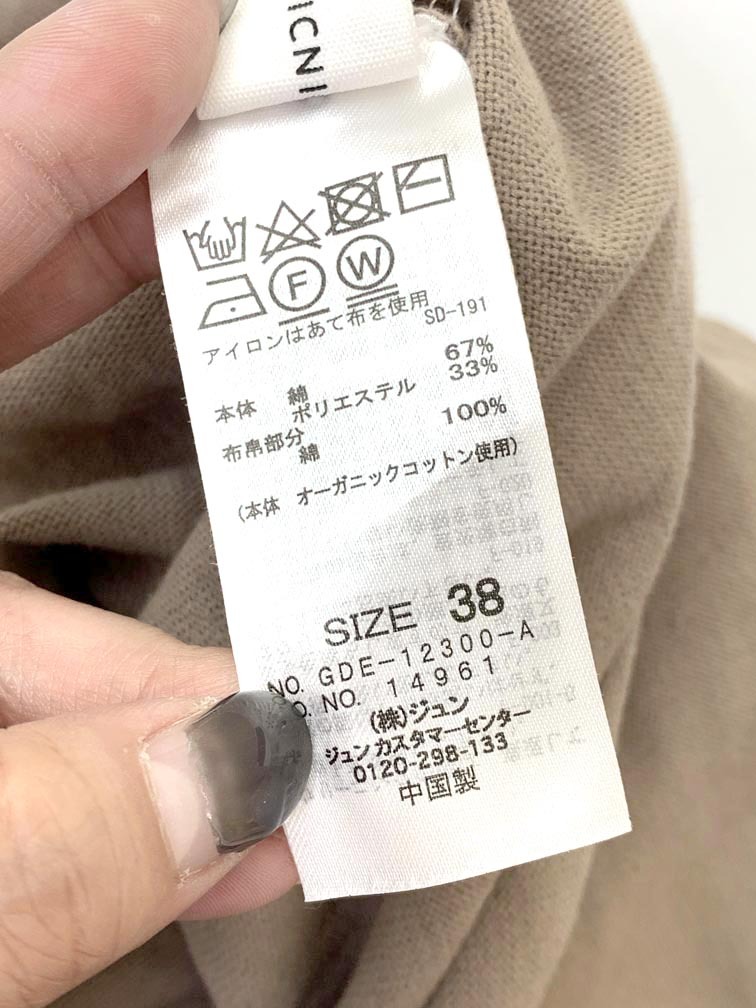 ICNI
F W
アイロンはあて布を使用
SD-191
本体 綿 67%
ポリエステル 33%
布帛部分
綿 100%
(本体 オーガニックコットン使用)
SIZE 38
NO. GDE-12300-A
NO. 14961
(株)ジュン
ジュンカスタマーセンター
0120-298-133
中国製